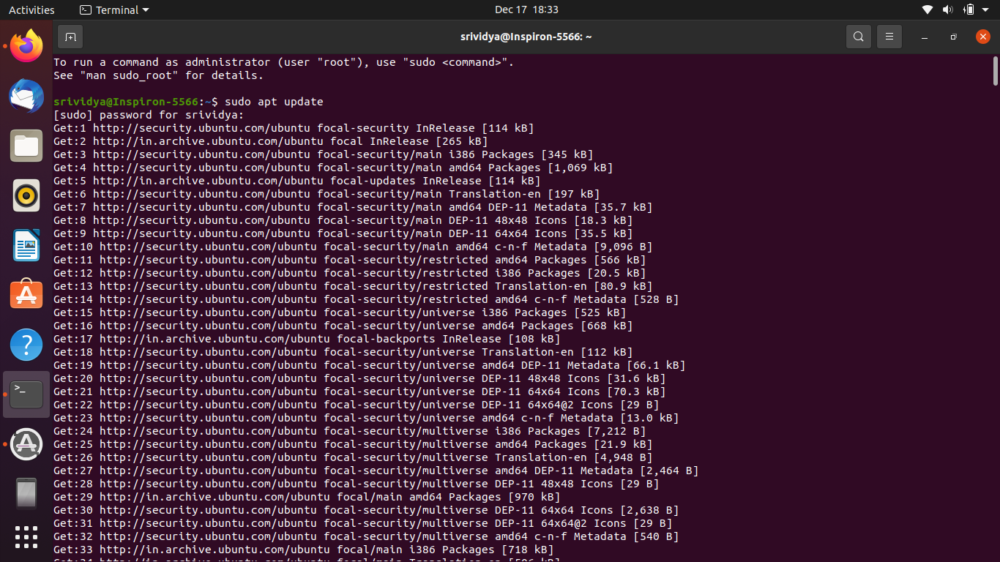 Activities
Terminal
Dec 17 18:33
srividya@Inspiron-5566: ~
To run a command as administrator (user "root"), use "sudo <command>".
See "man sudo_root" for details.
srividya@Inspiron-5566:~$ sudo apt update
[sudo] password for srividya:
Get:1 http://security.ubuntu.com/ubuntu focal-security InRelease [114 kB]
Get:2 http://in.archive.ubuntu.com/ubuntu focal InRelease [265 kB]
Get:3 http://security.ubuntu.com/ubuntu focal-security/main i386 Packages [345 kB]
Get:4 http://security.ubuntu.com/ubuntu focal-security/main amd64 Packages [1,069 kB]
Get:5 http://in.archive.ubuntu.com/ubuntu focal-updates InRelease [114 kB]
Get:6 http://security.ubuntu.com/ubuntu focal-security/main Translation-en [197 kB]
Get:7 http://security.ubuntu.com/ubuntu focal-security/main amd64 DEP-11 Metadata [35.7 kB]
Get:8 http://security.ubuntu.com/ubuntu focal-security/main DEP-11 48x48 Icons [18.3 kB]
Get:9 http://security.ubuntu.com/ubuntu focal-security/main DEP-11 64x64 Icons [35.5 kB]
Get:10 http://security.ubuntu.com/ubuntu focal-security/main amd64 c-n-f Metadata [9,096 B]
Get:11 http://security.ubuntu.com/ubuntu focal-security/restricted amd64 Packages [566 kB]
Get:12 http://security.ubuntu.com/ubuntu focal-security/restricted i386 Packages [20.5 kB]
Get:13 http://security.ubuntu.com/ubuntu focal-security/restricted Translation-en [80.9 kB]
Get:14 http://security.ubuntu.com/ubuntu focal-security/restricted amd64 c-n-f Metadata [528 B]
Get:15 http://security.ubuntu.com/ubuntu focal-security/universe i386 Packages [525 kB]
Get:16 http://security.ubuntu.com/ubuntu focal-security/universe amd64 Packages [668 kB]
Get:17 http://in.archive.ubuntu.com/ubuntu focal-backports InRelease [108 kB]
Get:18 http://security.ubuntu.com/ubuntu focal-security/universe Translation-en [112 kB]
Get:19 http://security.ubuntu.com/ubuntu focal-security/universe amd64 DEP-11 Metadata [66.1 kB]
Get:20 http://security.ubuntu.com/ubuntu focal-security/universe DEP-11 48x48 Icons [31.6 kB]
Get:21 http://security.ubuntu.com/ubuntu focal-security/universe DEP-11 64x64 Icons [70.3 kB]
Get:22 http://security.ubuntu.com/ubuntu focal-security/universe DEP-11 64x64@2 Icons [29 B]
Get:23 http://security.ubuntu.com/ubuntu focal-security/universe amd64 c-n-f Metadata [13.0 kB]
Get:24 http://security.ubuntu.com/ubuntu focal-security/multiverse i386 Packages [7,212 B]
Get:25 http://security.ubuntu.com/ubuntu focal-security/multiverse amd64 Packages [21.9 kB]
Get:26 http://security.ubuntu.com/ubuntu focal-security/multiverse Translation-en [4,948 B]
Get:27 http://security.ubuntu.com/ubuntu focal-security/multiverse amd64 DEP-11 Metadata [2,464 B]
Get:28 http://security.ubuntu.com/ubuntu focal-security/multiverse DEP-11 48x48 Icons [29 B]
Get:29 http://in.archive.ubuntu.com/ubuntu focal/main amd64 Packages [970 kB]
Get:30 http://security.ubuntu.com/ubuntu focal-security/multiverse DEP-11 64x64 Icons [2,638 B]
Get:31 http://security.ubuntu.com/ubuntu focal-security/multiverse DEP-11 64x64@2 Icons [29 B]
Get:32 http://security.ubuntu.com/ubuntu focal-security/multiverse amd64 c-n-f Metadata [540 B]
Get:33 http://in.archive.ubuntu.com/ubuntu focal/main i386 Packages [718 kB]